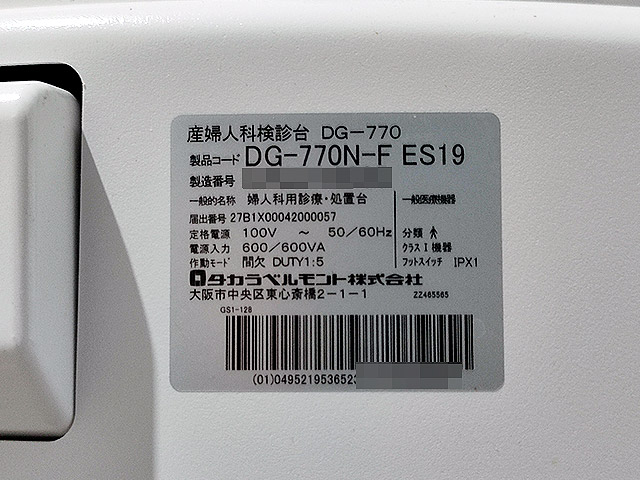 産婦人科検診台 DG-770
製品コード DG-770N-F ES19
製造番号
一般的名称 婦人科用診療・処置台 一般医療機器
届出番号 27B1X00042000057
定格電源 100V ～ 50/60Hz 分類
電源入力 600/600VA クラスⅠ機器
作動モード 間欠 DUTY1:5 フットスイッチ IPX1
タカラベルモント株式会社
大阪市中央区東心斎橋2-1-1 ZZ465565
GS1-128
(01)0495219536523